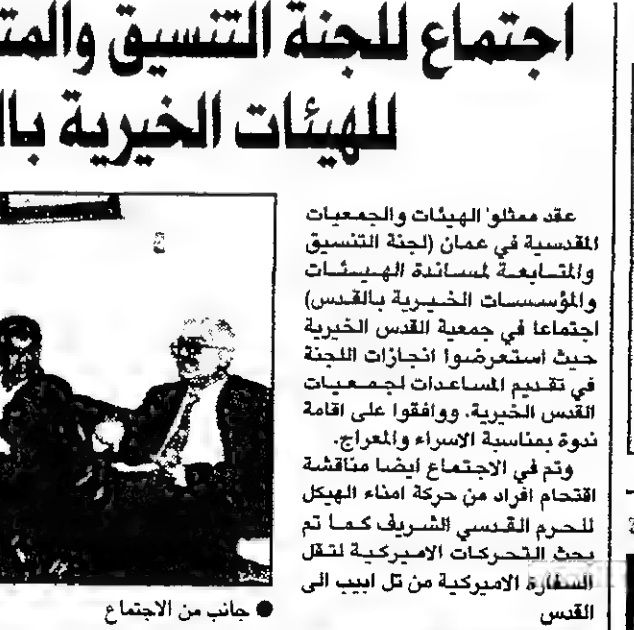 اجتماع للجنة التنسيق والمتا
للهيئات الخيرية بال
عقد ممثلو الهيئات والجمعيات
المقدسية في عمان (لجنة التنسيق
والمتابعة لمساندة الهيئات
والمؤسسات الخيرية بالقدس)
اجتماعا في جمعية القدس الخيرية
حيث استعرضوا انجازات اللجنة
في تقديم المساعدات لجمعيات
القدس الخيرية. ووافقوا على اقامة
ندوة بمناسبة الاسراء والمعراج.
وتم في الاجتماع ايضا مناقشة
اقتحام افراد من حركة امناء الهيكل
للحرم القدسي الشريف كما تم
بحث التحركات الاميركية لنقل
السفارة الاميركية من تل ابيب الى
القدس
● جانب من الاجتماع